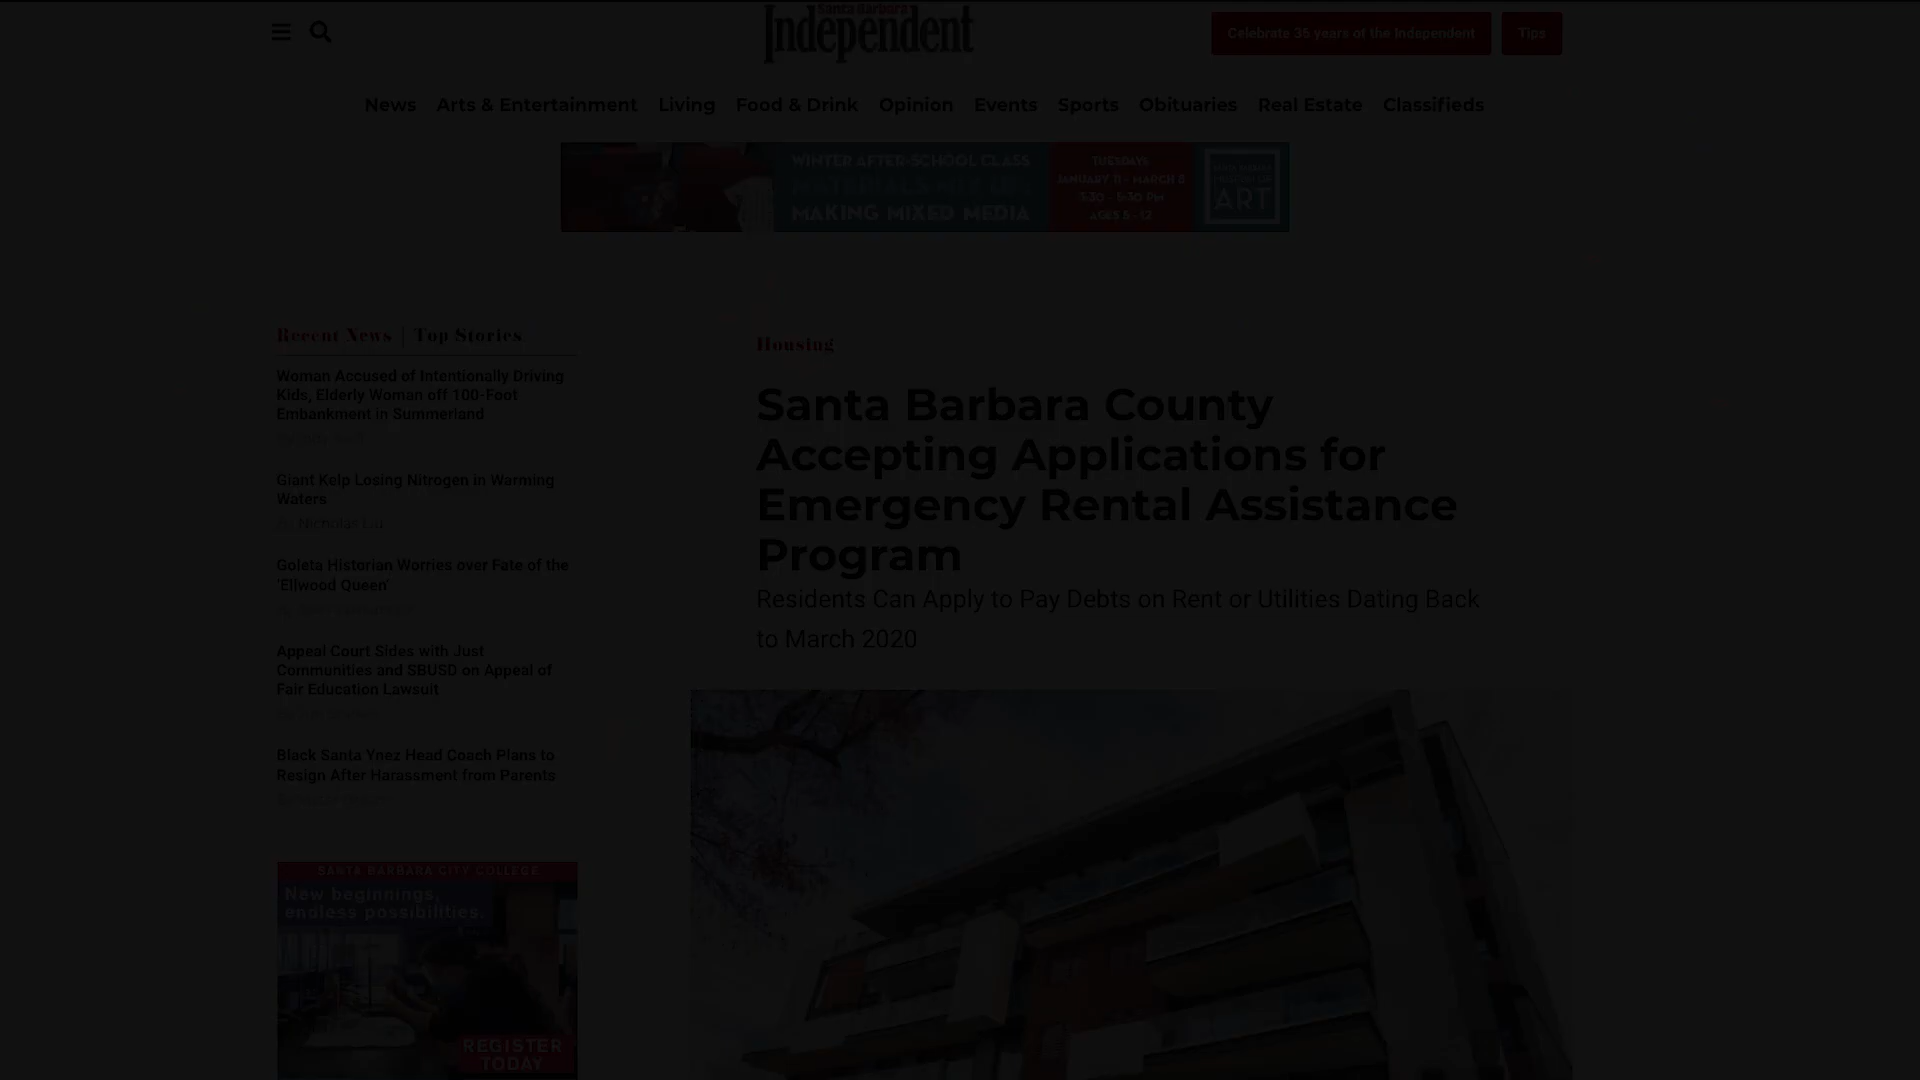 Santa Barbara
Independent
Celebrate 35 years of the Independent
Tips
News Arts & Entertainment Living Food & Drink Opinion Events Sports Obituaries Real Estate Classifieds
WINTER AFTER-SCHOOL CLASS
MAKING MIXED MEDIA
TUESDAYS
JANUARY 11 - MARCH 8
3:30 - 5:30 PM
AGES 5 - 12
ART
Recent News | Top Stories
Woman Accused of Intentionally Driving
Kids, Elderly Woman off 100-Foot
Embankment in Summerland
Giant Kelp Losing Nitrogen in Warming
Waters
By Nicholas Liu
Goleta Historian Worries over Fate of the
'Ellwood Queen'
Appeal Court Sides with Just
Communities and SBUSD on Appeal of
Fair Education Lawsuit
Black Santa Ynez Head Coach Plans to
Resign After Harassment from Parents
SANTA BARBARA CITY COLLEGE
New beginnings,
endless possibilities.
REGISTER
TODAY
Housing
Santa Barbara County
Accepting Applications for
Emergency Rental Assistance
Program
Residents Can Apply to Pay Debts on Rent or Utilities Dating Back
to March 2020